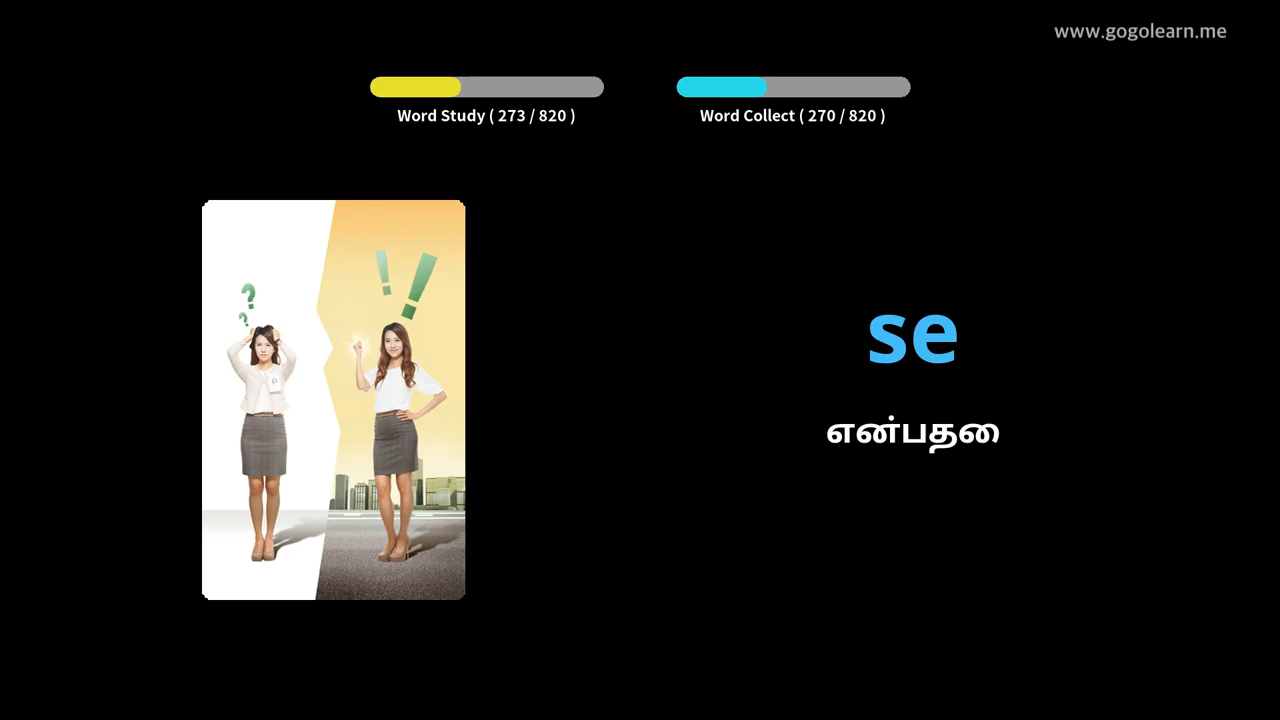 www.gogolearn.me
Word Study ( 273 / 820 )
Word Collect ( 270 / 820 )
? ? ! !
se
என்பதை